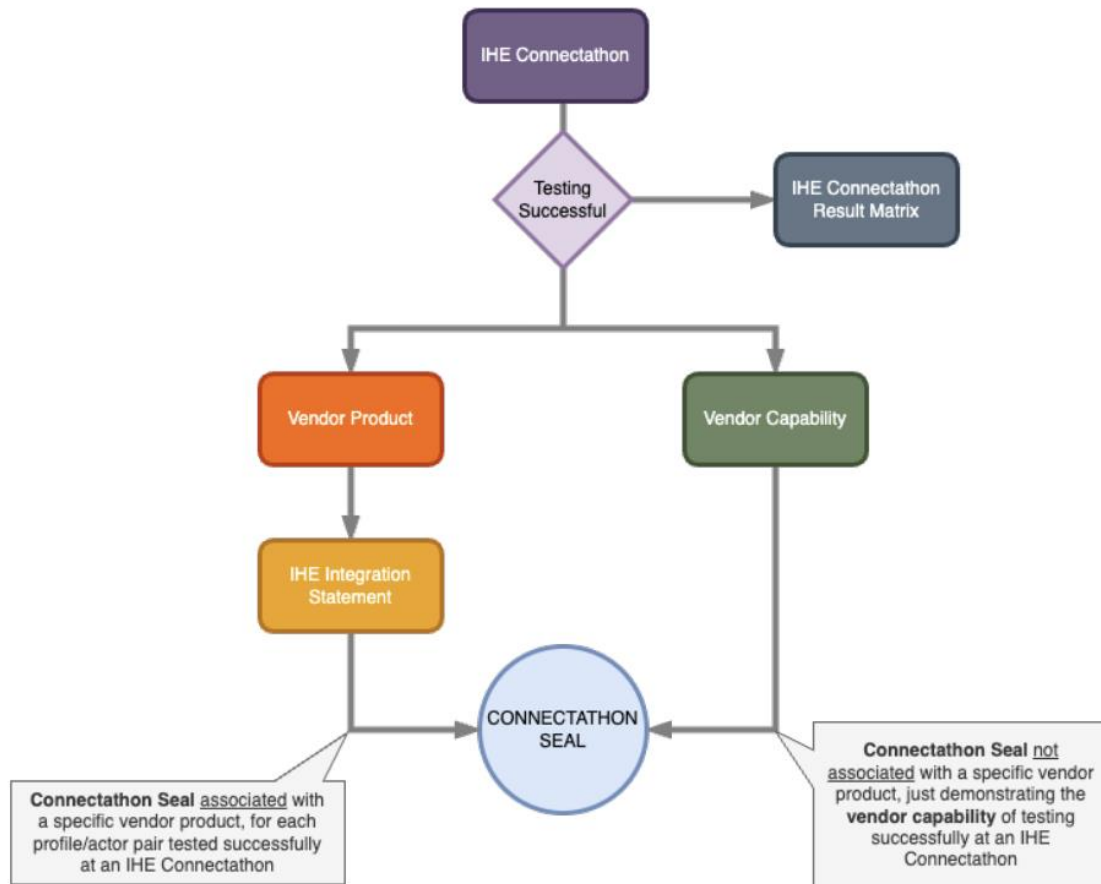 IHE Connectathon
Testing
Successful
IHE Connectathon
Result Matrix
Vendor Product
Vendor Capability
IHE Integration
Statement
CONNECTATHON
SEAL
Connectathon Seal associated with
a specific vendor product, for each
profile/actor pair tested successfully
at an IHE Connectathon
Connectathon Seal not
associated with a specific vendor
product, just demonstrating the
vendor capability of testing
successfully at an IHE
Connectathon